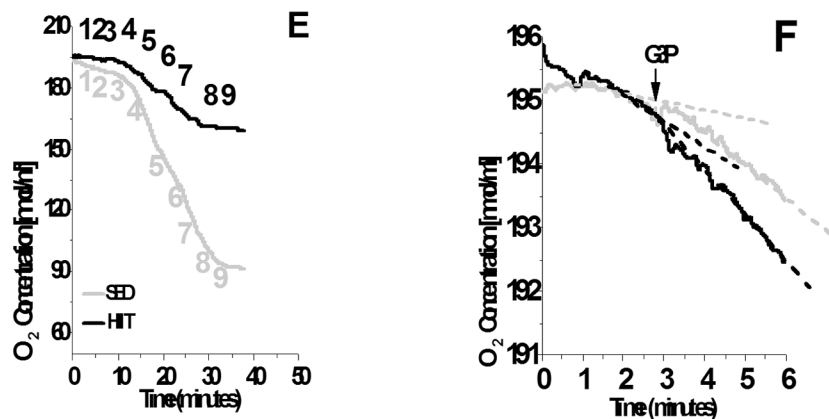 E
210
180
150
120
90
60
O₂ Concentration [nmol/ml]
1 2 3 4 5 6 7 8 9
1 2 3 4 5 6 7 8 9
SED
HIIT
0 10 20 30 40 50
Time (minutes)
F
G3P
196
195
194
193
192
191
O₂ Concentration [nmol/ml]
0 1 2 3 4 5 6
Time (minutes)